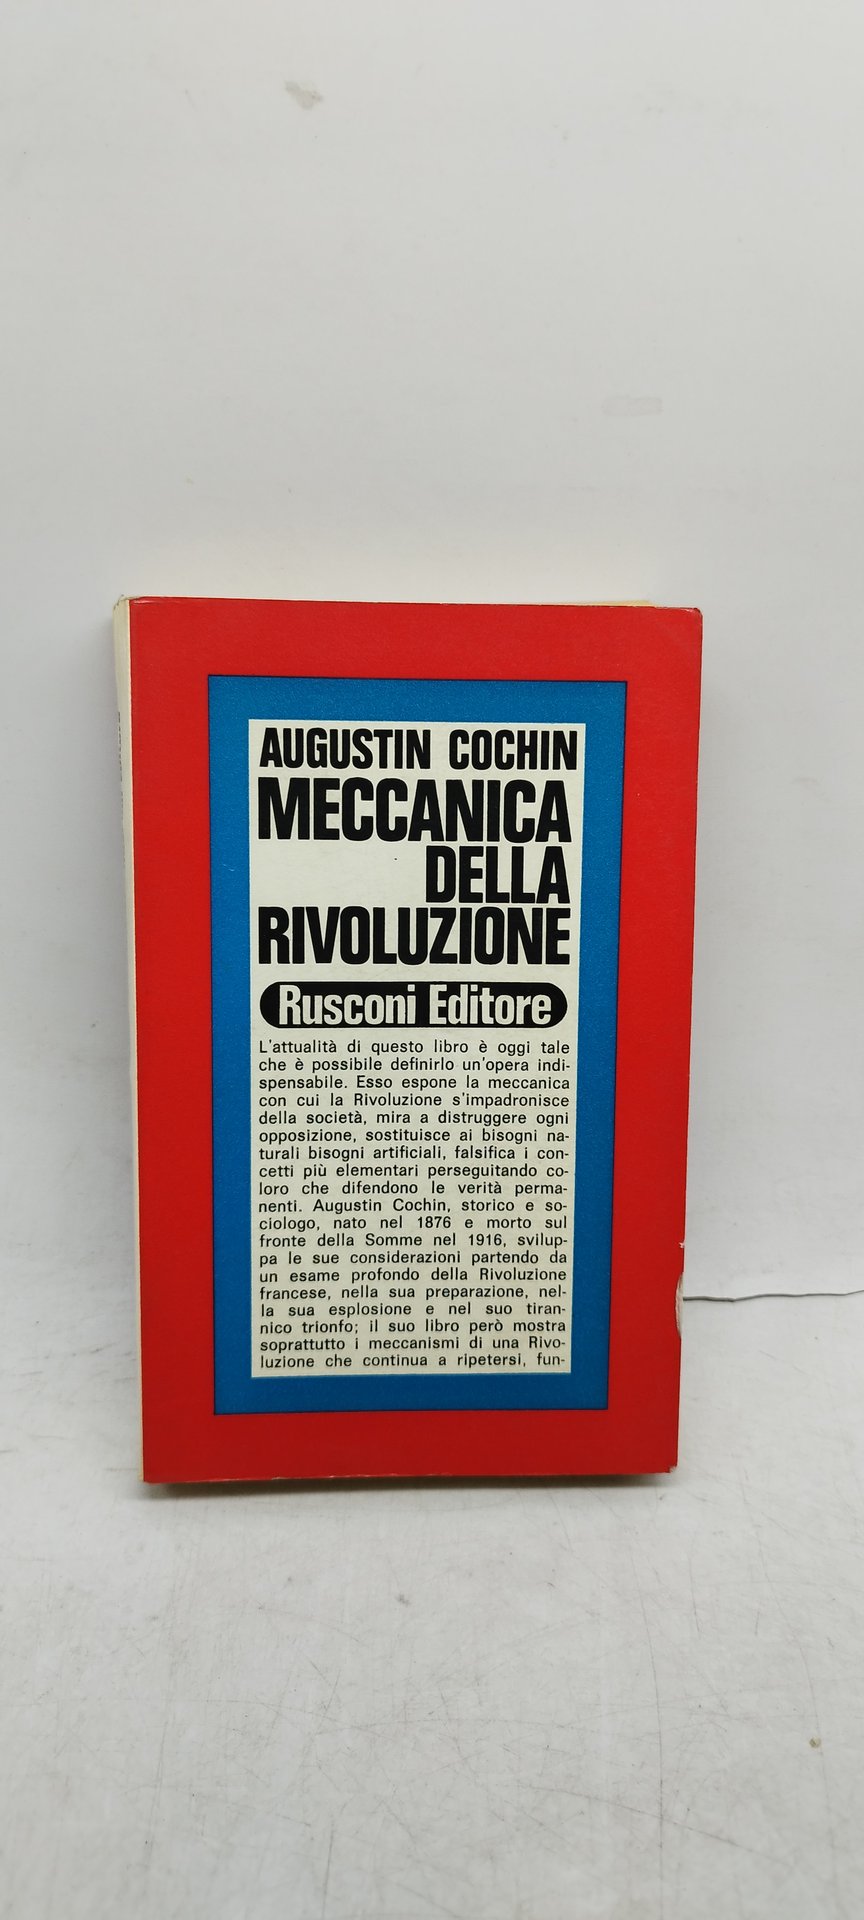 AUGUSTIN COCHIN
MECCANICA
DELLA
RIVOLUZIONE
Rusconi Editore
L'attualità di questo libro è oggi tale
che è possibile definirlo un'opera indi-
spensabile. Esso espone la meccanica
con cui la Rivoluzione s'impadronisce
della società, mira a distruggere ogni
opposizione, sostituisce ai bisogni na-
turali bisogni artificiali, falsifica i con-
cetti più elementari perseguitando co-
loro che difendono le verità perma-
nenti. Augustin Cochin, storico e so-
ciologo, nato nel 1876 e morto sul
fronte della Somme nel 1916, svilup-
pa le sue considerazioni partendo da
un esame profondo della Rivoluzione
francese, nella sua preparazione, nel-
la sua esplosione e nel suo tiran-
nico trionfo; il suo libro però mostra
soprattutto i meccanismi di una Rivo-
luzione che continua a ripetersi, fun-